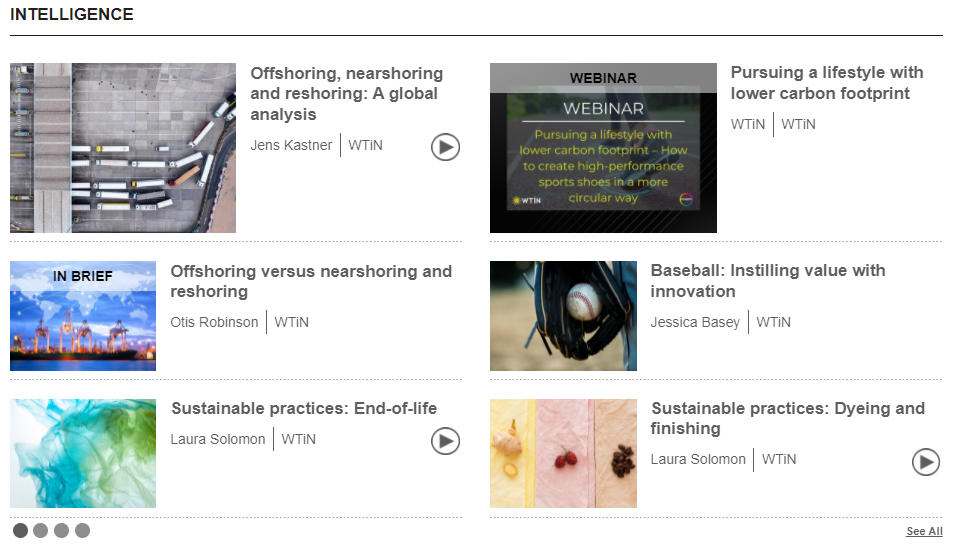 INTELLIGENCE
Offshoring, nearshoring
and reshoring: A global
analysis
Jens Kastner | WTiN
WEBINAR
WEBINAR
Pursuing a lifestyle with
lower carbon footprint – How
to create high-performance
sports shoes in a more
circular way
WTiN
Pursuing a lifestyle with
lower carbon footprint
WTiN | WTiN
IN BRIEF
Offshoring versus nearshoring and
reshoring
Otis Robinson | WTiN
Baseball: Instilling value with
innovation
Jessica Basey | WTiN
Sustainable practices: End-of-life
Laura Solomon | WTiN
Sustainable practices: Dyeing and
finishing
Laura Solomon | WTiN
See All